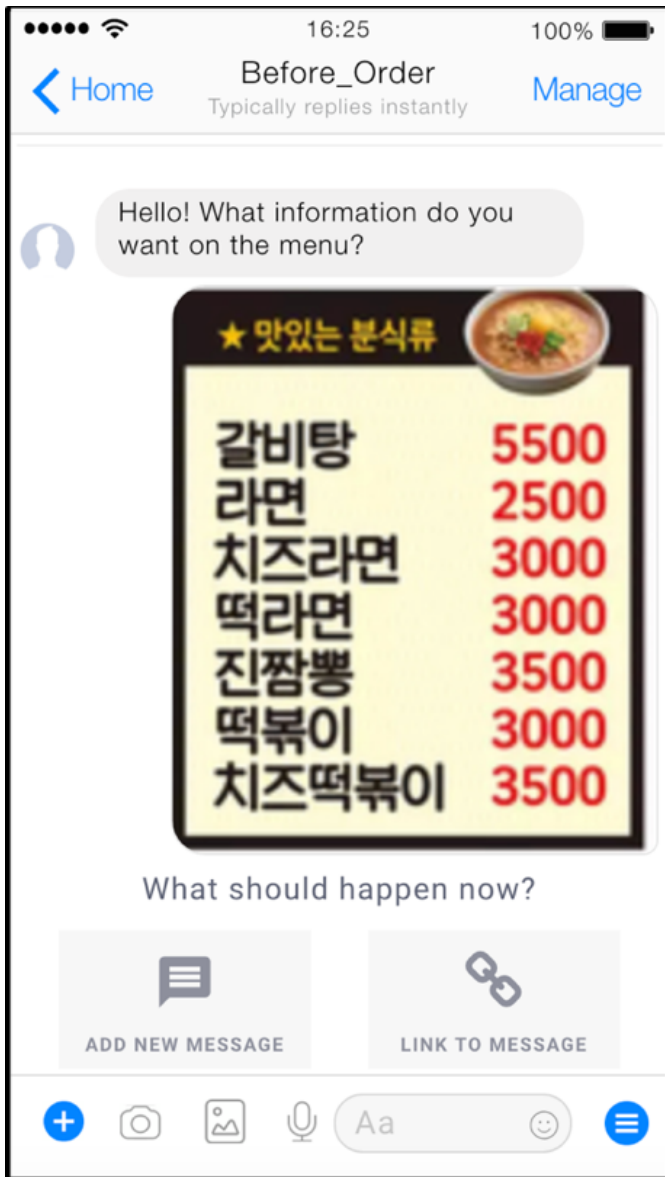 16:25
100%
Home
Before_Order
Manage
Typically replies instantly
Hello! What information do you
want on the menu?
★ 맛있는 분식류
갈비탕 5500
라면 2500
치즈라면 3000
떡라면 3000
진짬뽕 3500
떡볶이 3000
치즈떡볶이 3500
What should happen now?
ADD NEW MESSAGE
LINK TO MESSAGE
Aa